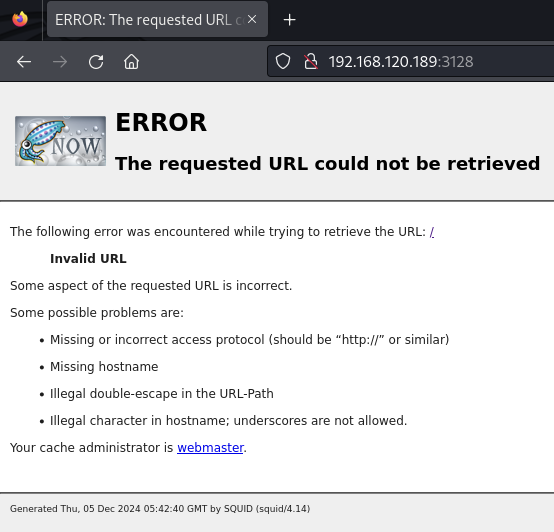 ERROR: The requested URL c
192.168.120.189:3128
NOW
ERROR
The requested URL could not be retrieved
The following error was encountered while trying to retrieve the URL: /
Invalid URL
Some aspect of the requested URL is incorrect.
Some possible problems are:
• Missing or incorrect access protocol (should be “http://” or similar)
• Missing hostname
• Illegal double-escape in the URL-Path
• Illegal character in hostname; underscores are not allowed.
Your cache administrator is webmaster.
Generated Thu, 05 Dec 2024 05:42:40 GMT by SQUID (squid/4.14)